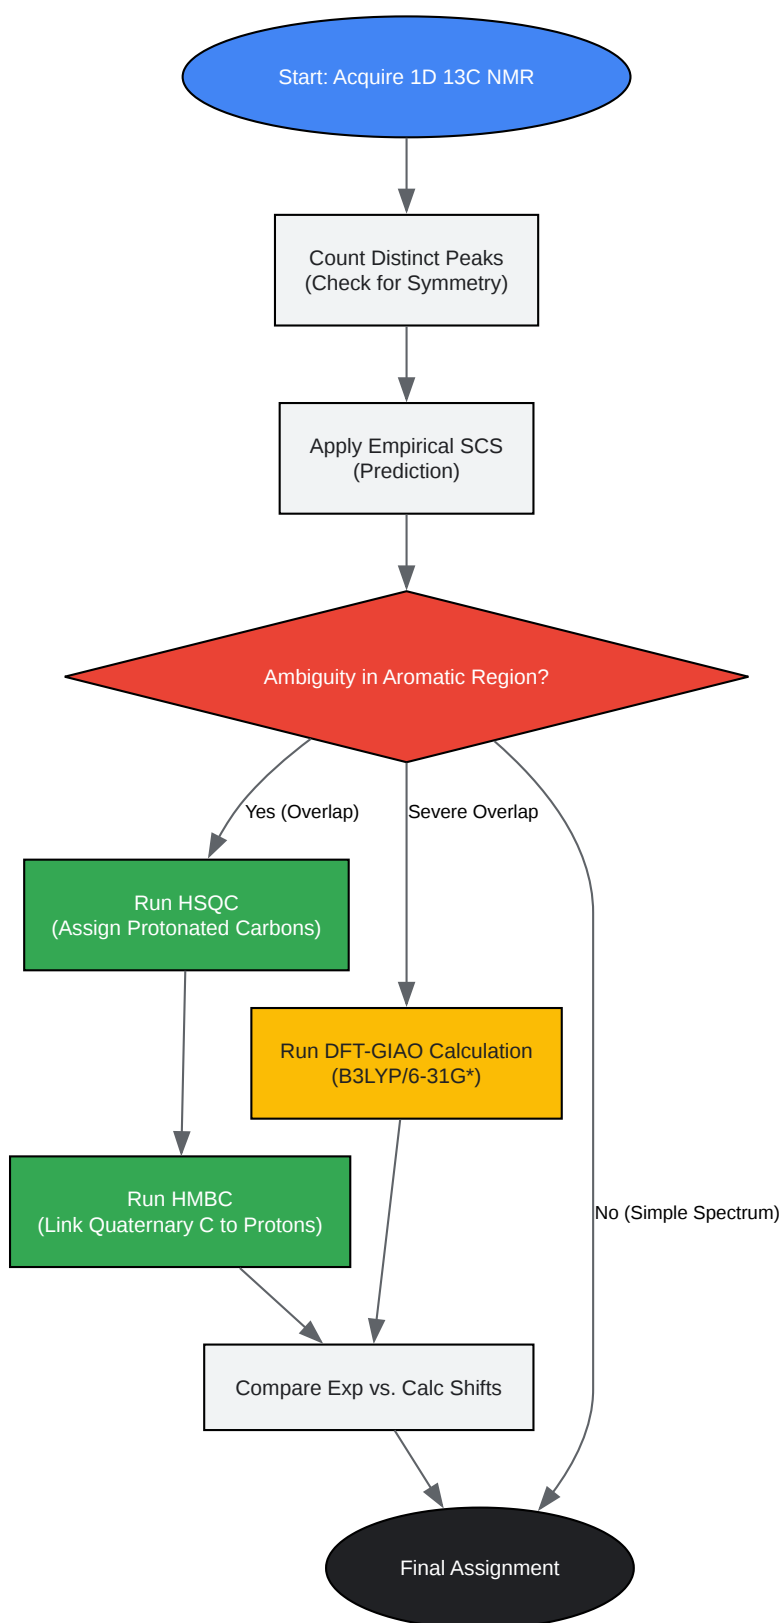 Start: Acquire 1D 13C NMR
Count Distinct Peaks
(Check for Symmetry)
Apply Empirical SCS
(Prediction)
Ambiguity in Aromatic Region?
Yes (Overlap)
Severe Overlap
Run HSQC
(Assign Protonated Carbons)
Run DFT-GIAO Calculation
(B3LYP/6-31G*)
Run HMBC
(Link Quaternary C to Protons)
No (Simple Spectrum)
Compare Exp vs. Calc Shifts
Final Assignment